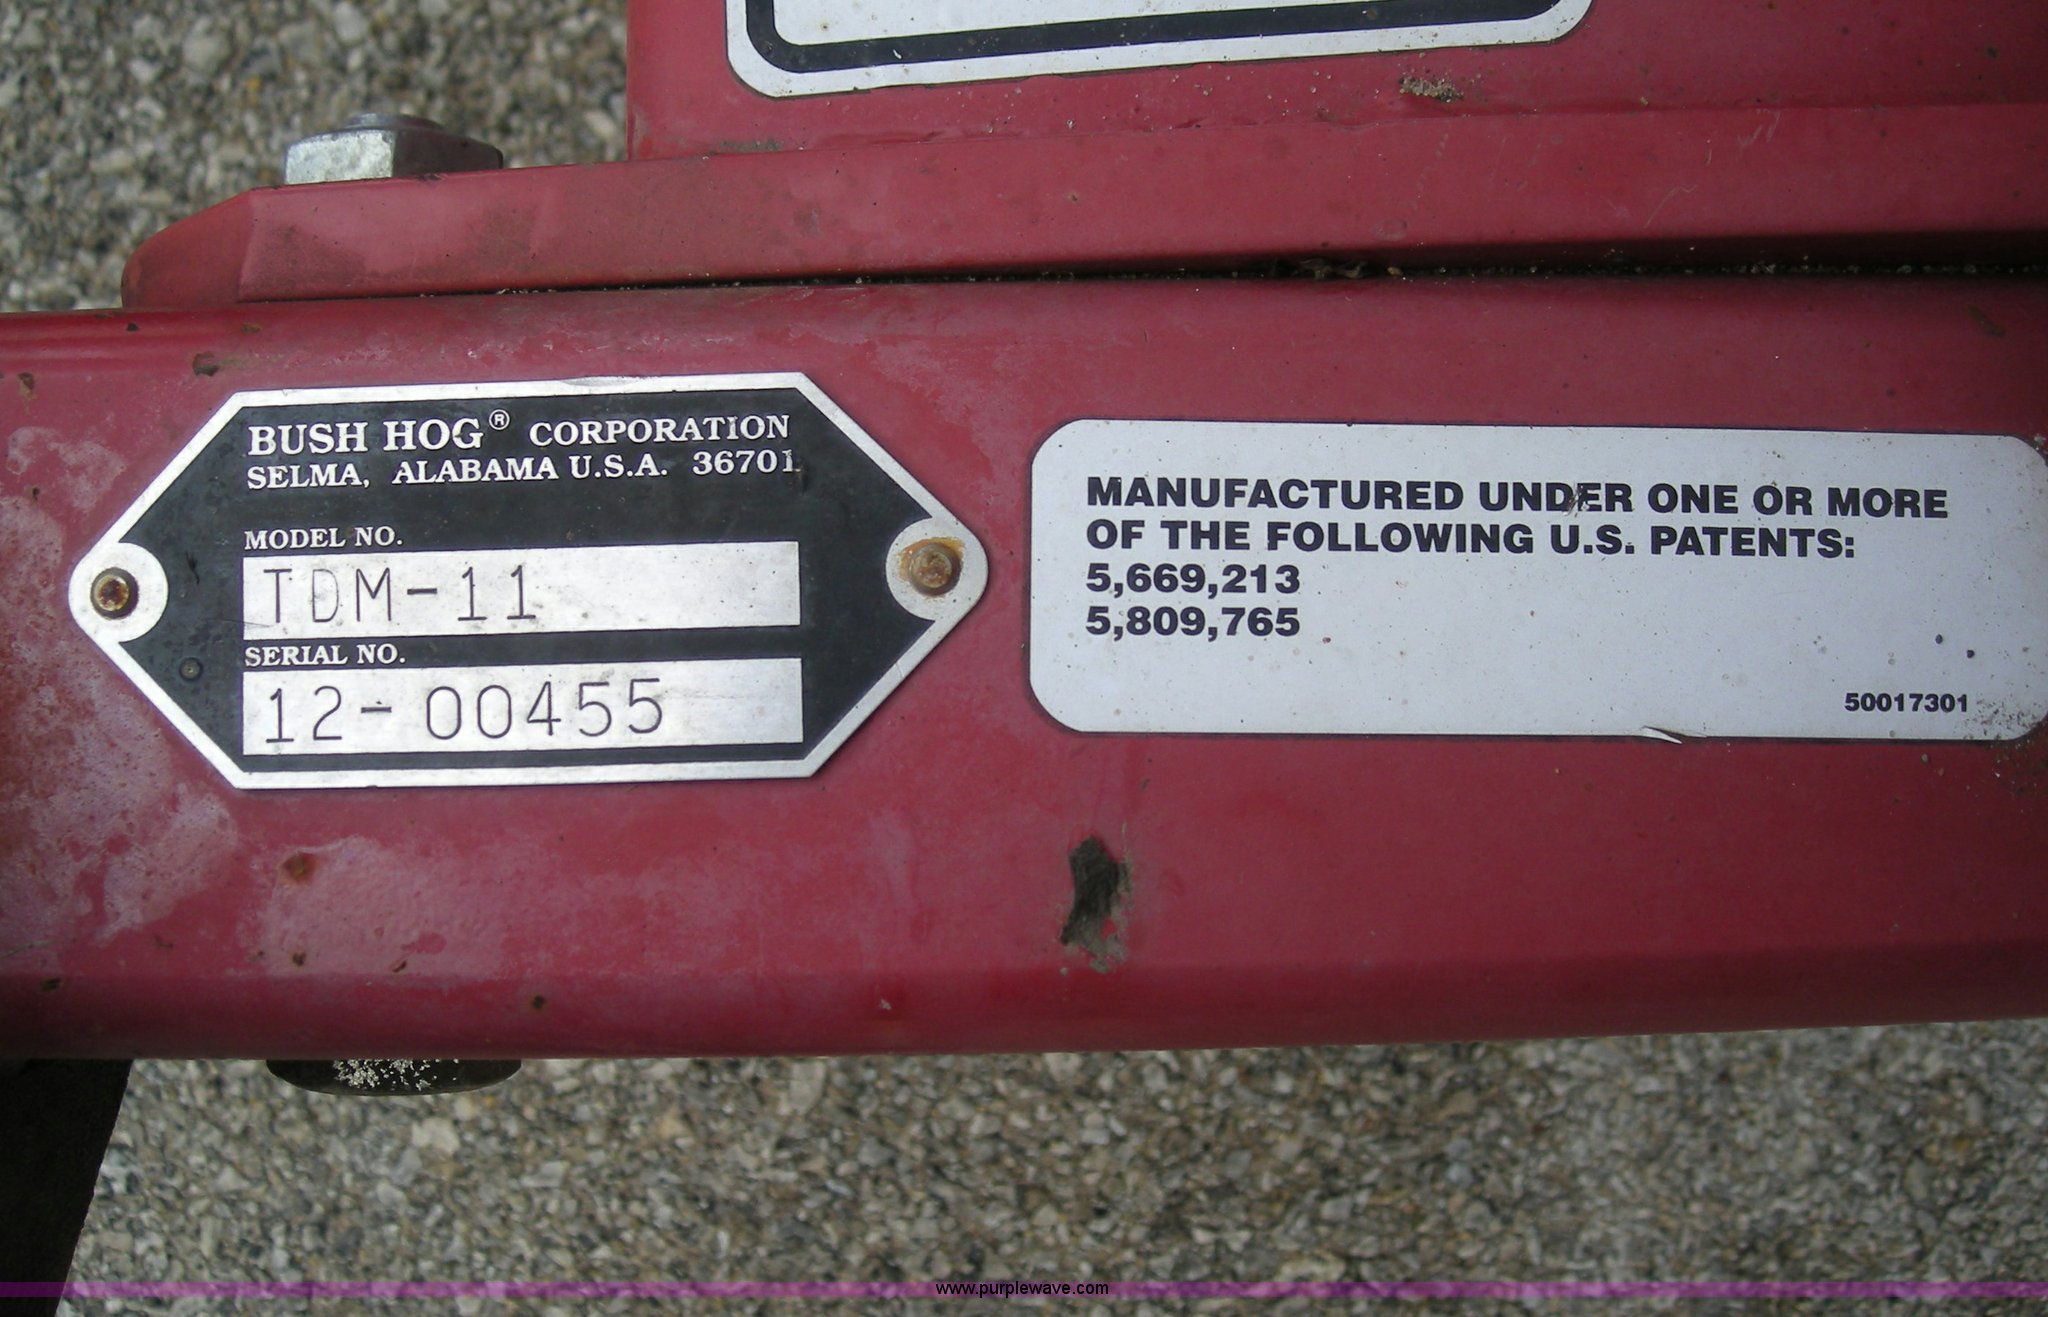 BUSH HOG® CORPORATION
SELMA, ALABAMA U.S.A. 36701
MODEL NO.
TDM-11
SERIAL NO.
12-00455
MANUFACTURED UNDER ONE OR MORE
OF THE FOLLOWING U.S. PATENTS:
5,669,213
5,809,765
50017301
www.purplewave.com